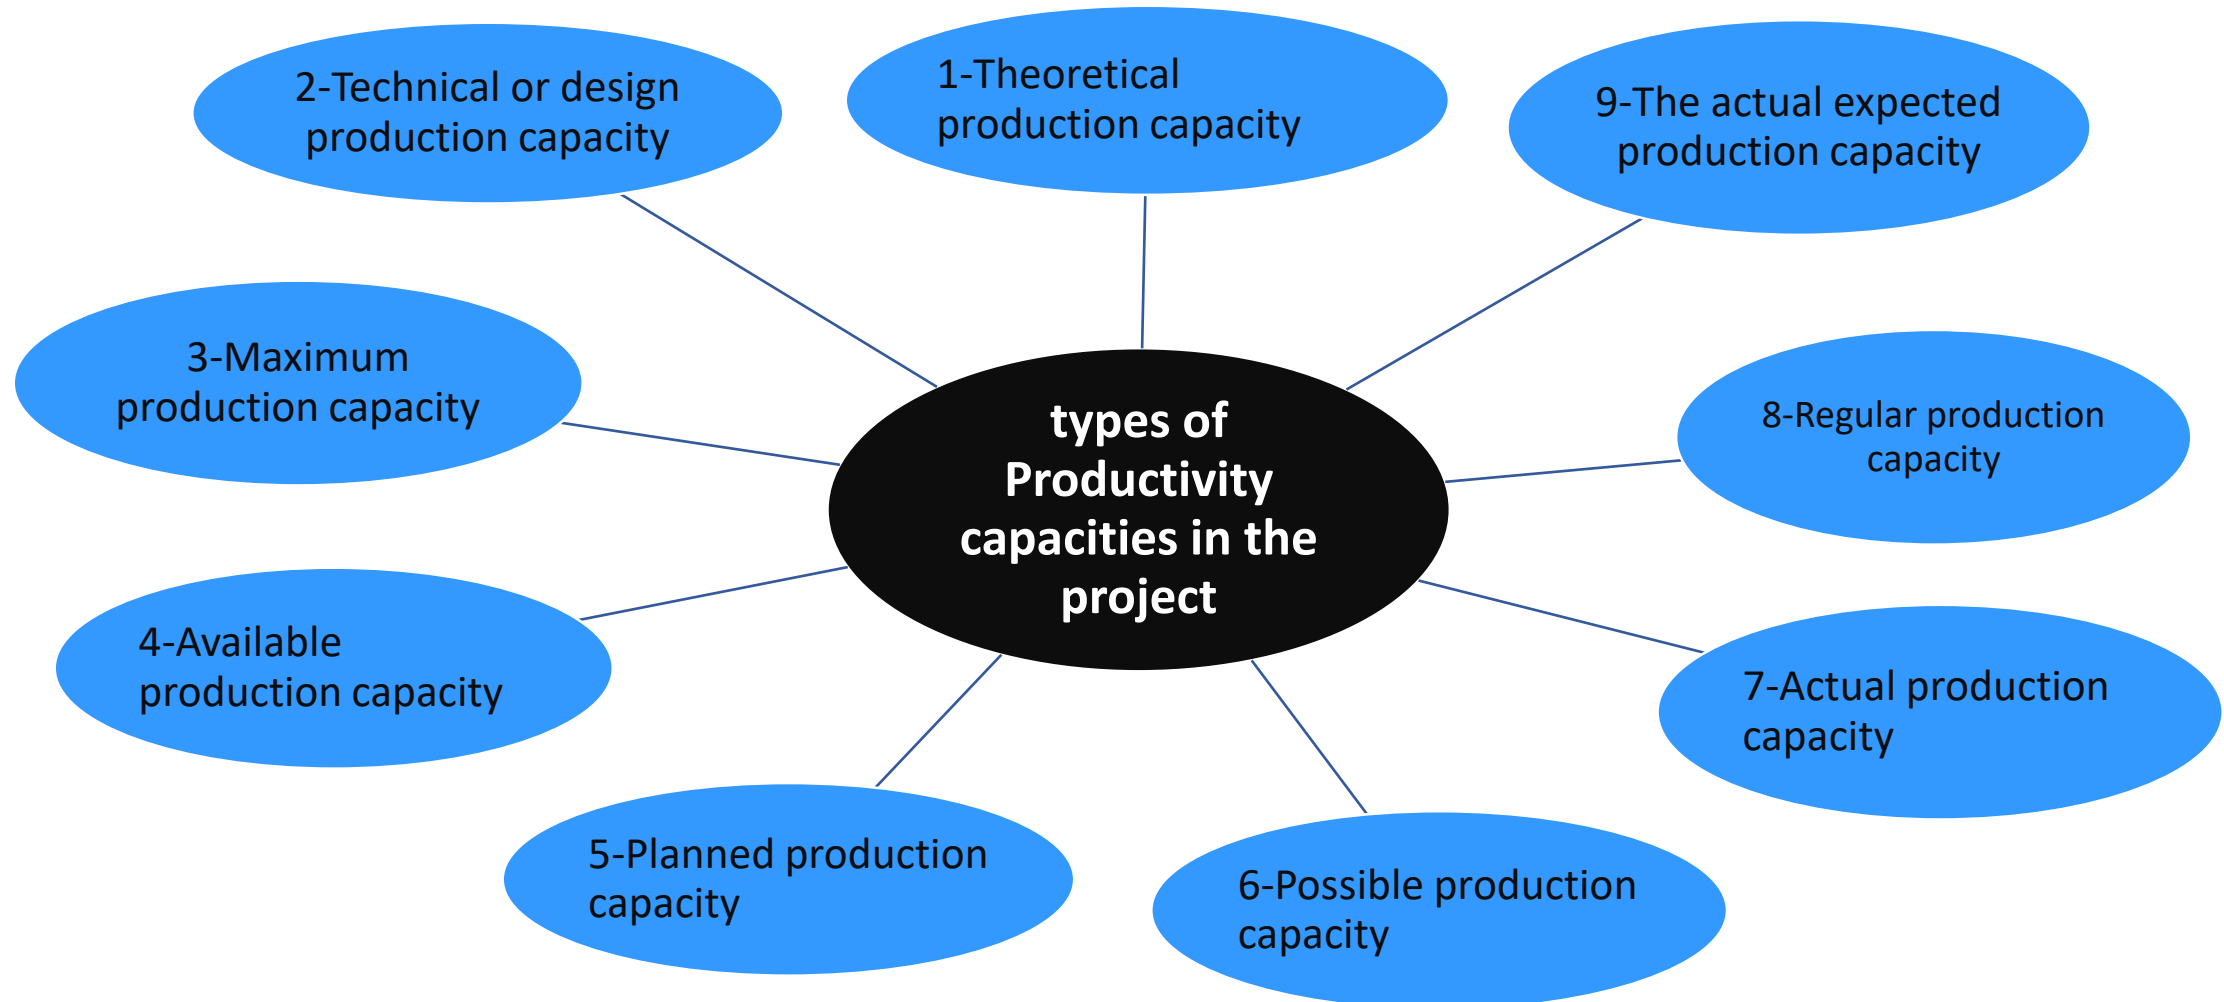 1-Theoretical
production capacity
2-Technical or design
production capacity
3-Maximum
production capacity
4-Available
production capacity
5-Planned production
capacity
6-Possible production
capacity
7-Actual production
capacity
8-Regular production
capacity
9-The actual expected
production capacity
types of
Productivity
capacities in the
project